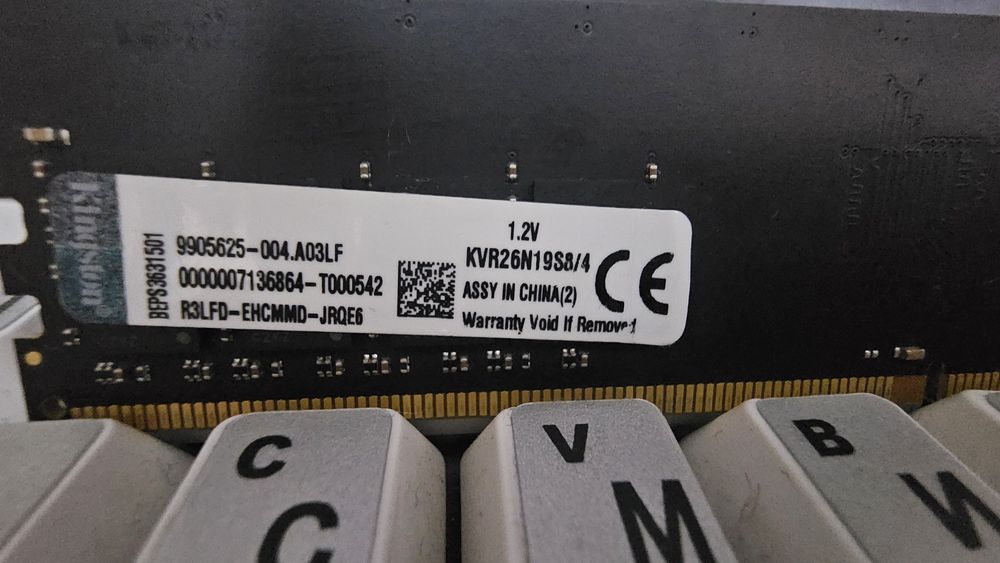 Kingston
BEPS3631501
9905625-004.A03LF
0000007136864-T000542
R3LFD-EHCMMD-JRQE6
1.2V
KVR26N19S8/4
ASSY IN CHINA(2)
Warranty Void If Removed
CE
C
V
B
С
М